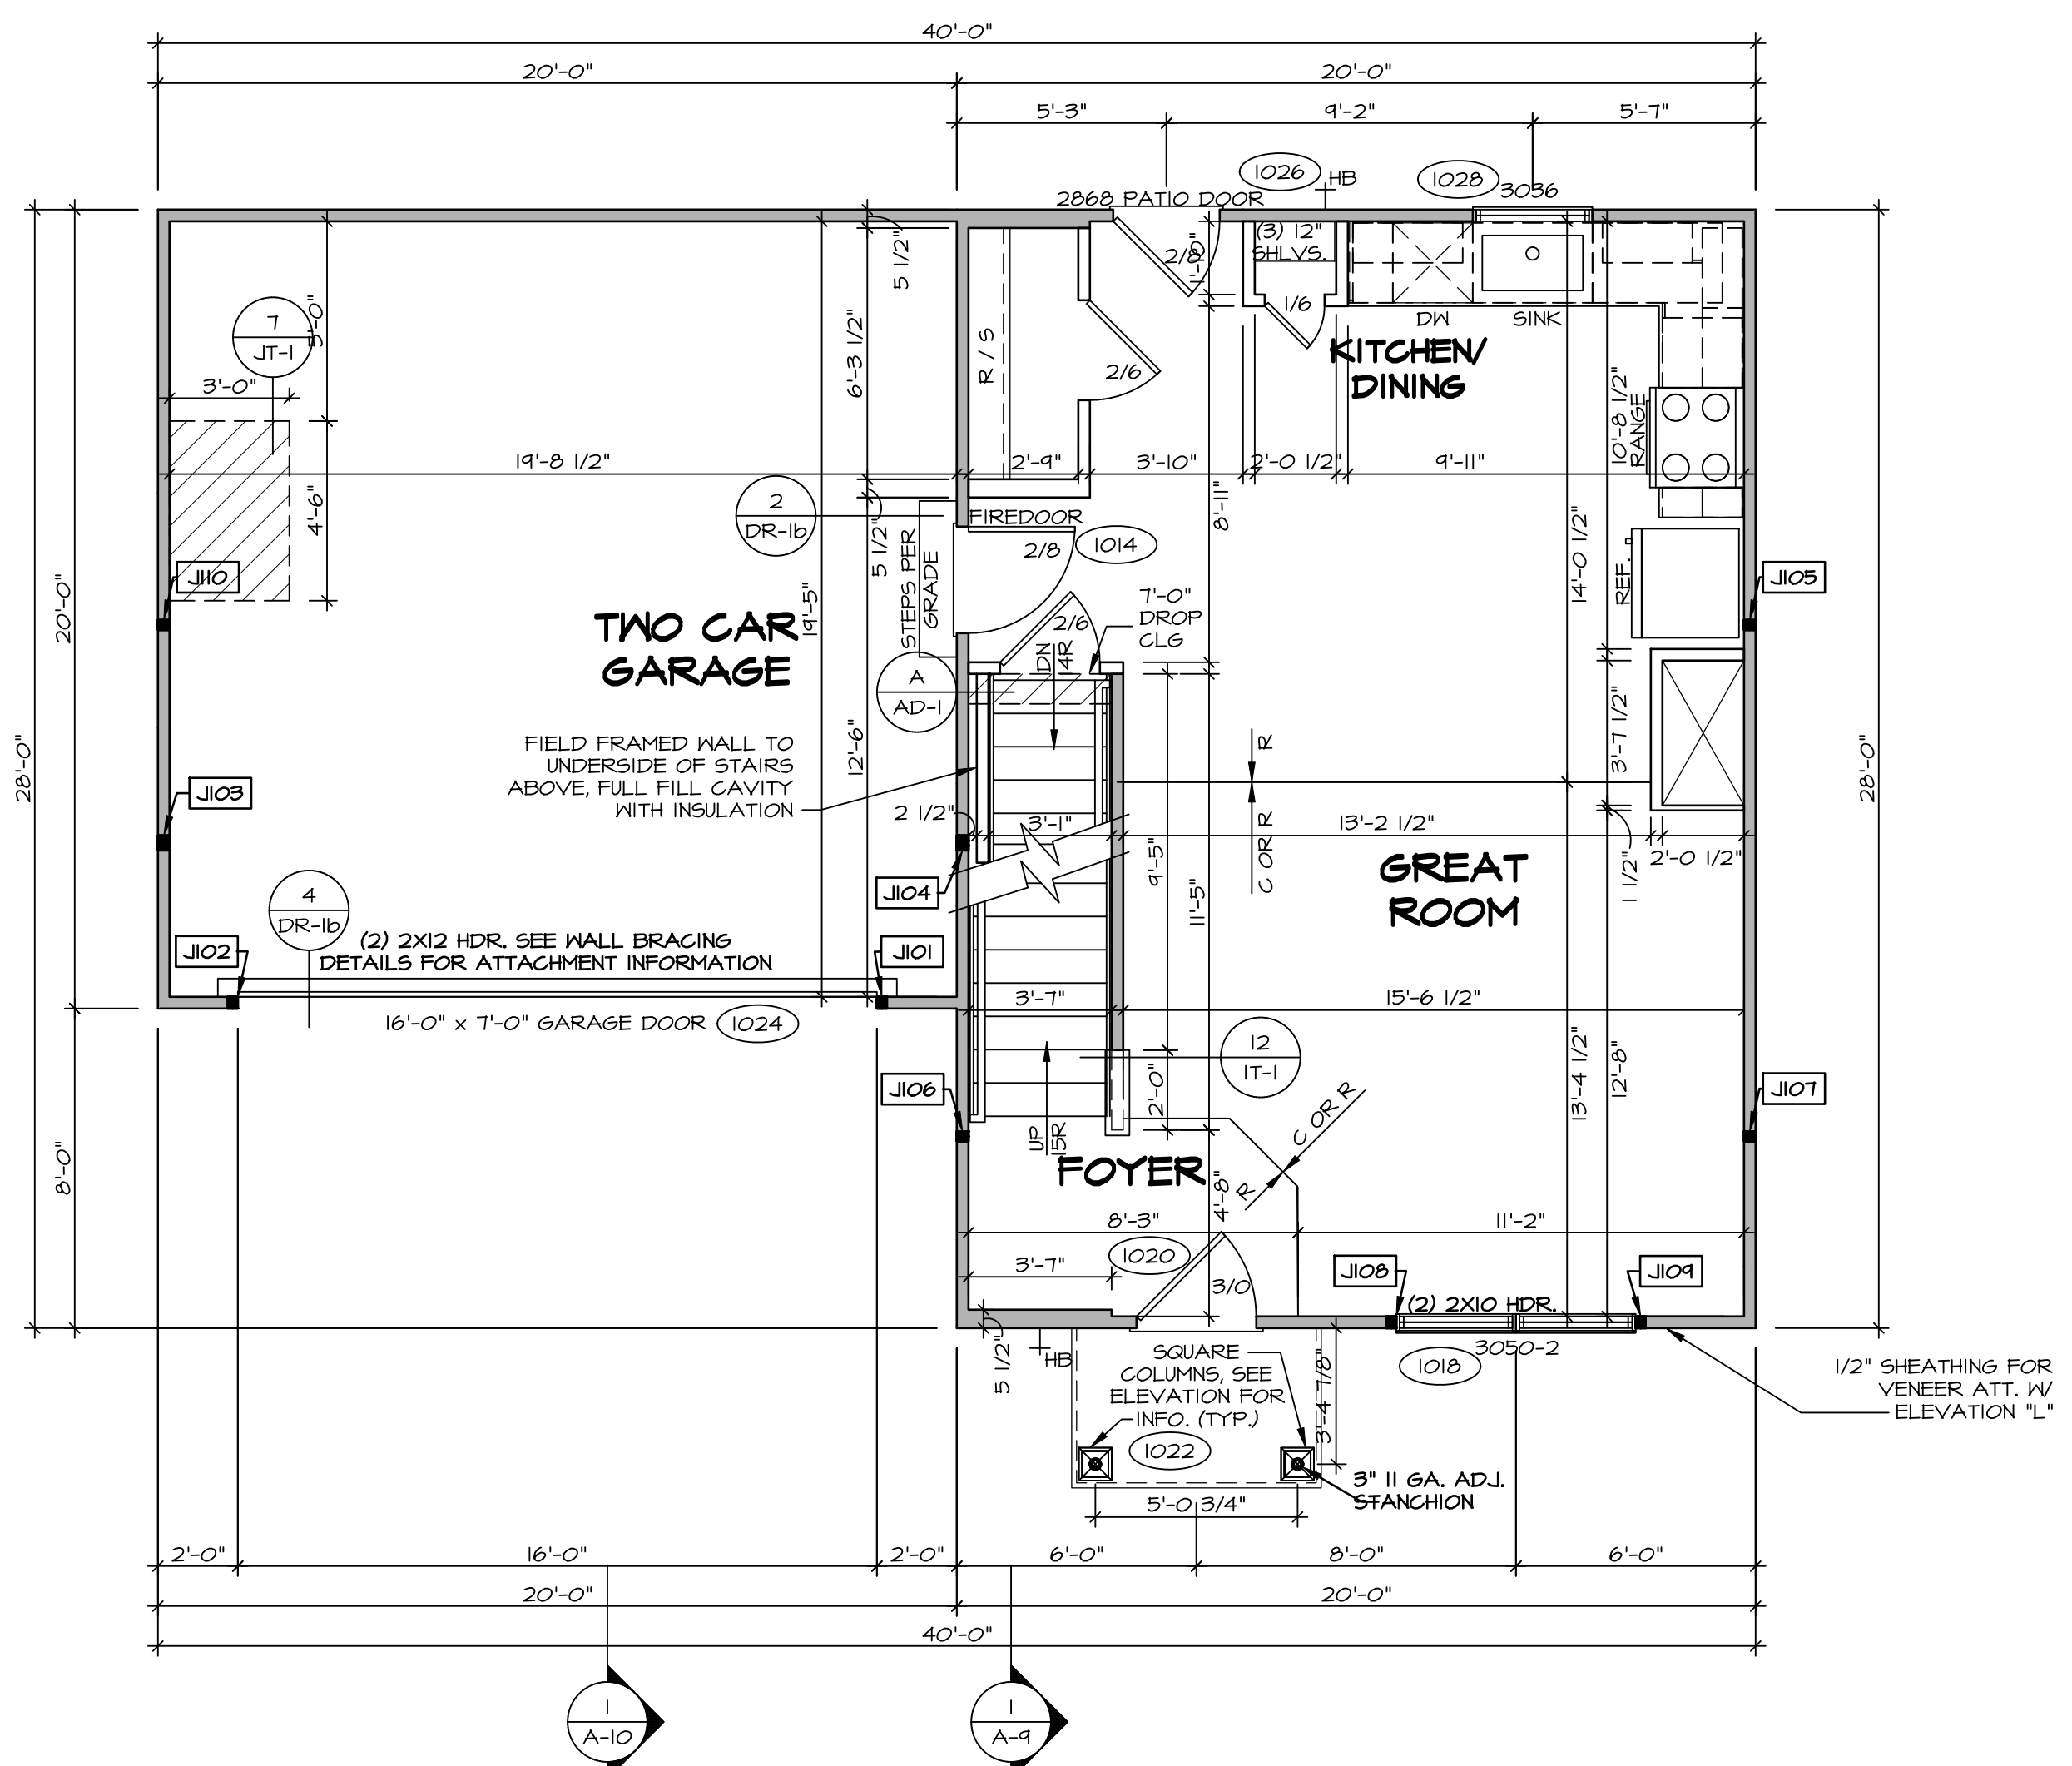 40'-0"
20'-0"
20'-0"
5'-3"
9'-2"
5'-7"
1026
HB
1028
3036
2868 PATIO DOOR
28'-0"
20'-0"
8'-0"
28'-0"
5 1/2"
2/8
(3) 12"
SHLVS.
1/6
DW
SINK
KITCHEN/
DINING
7
JT-1
5'-0"
3'-0"
4'-6"
6'-3 1/2"
R / S
2/6
10'-8 1/2"
RANGE
19'-8 1/2"
2'-9"
3'-10"
2'-0 1/2"
9'-11"
2
DR-1b
5 1/2"
STEPS PER
GRADE
FIREDOOR
2/8
1014
8'-11"
14'-0 1/2"
REF.
J110
J105
TWO CAR
GARAGE
19'-5"
2/6
7'-0"
DROP
CLG
DN
14R
A
AD-1
FIELD FRAMED WALL TO
UNDERSIDE OF STAIRS
ABOVE, FULL FILL CAVITY
WITH INSULATION
12'-6"
R
C OR R
3'-7 1/2"
J103
2 1/2"
3'-1"
13'-2 1/2"
2'-0 1/2"
1 1/2"
GREAT
ROOM
9'-5"
11'-5"
J104
4
DR-1b
J102
(2) 2X12 HDR. SEE WALL BRACING
DETAILS FOR ATTACHMENT INFORMATION
J101
16'-0" x 7'-0" GARAGE DOOR
1024
3'-7"
15'-6 1/2"
12
IT-1
13'-4 1/2"
12'-8"
J106
J107
2'-0"
UP
15R
C OR R
R
FOYER
4'-8"
8'-3"
11'-2"
1020
3'-7"
3/0
J108
J109
(2) 2X10 HDR.
3050-2
1018
5 1/2"
HB
SQUARE
COLUMNS, SEE
ELEVATION FOR
INFO. (TYP.)
1022
3'-4 7/8"
1/2" SHEATHING FOR
VENEER ATT. W/
ELEVATION "L"
3" 11 GA. ADJ.
STANCHION
5'-0 3/4"
2'-0"
16'-0"
2'-0"
6'-0"
8'-0"
6'-0"
20'-0"
20'-0"
40'-0"
1
A-10
1
A-9